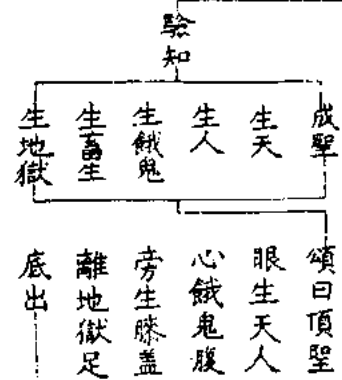 驗知
成聖
生天
生人
生餓鬼
生畜生
生地獄
頌曰頂聖
眼生天人
心餓鬼腹
旁生膝盖
離地獄足
底出